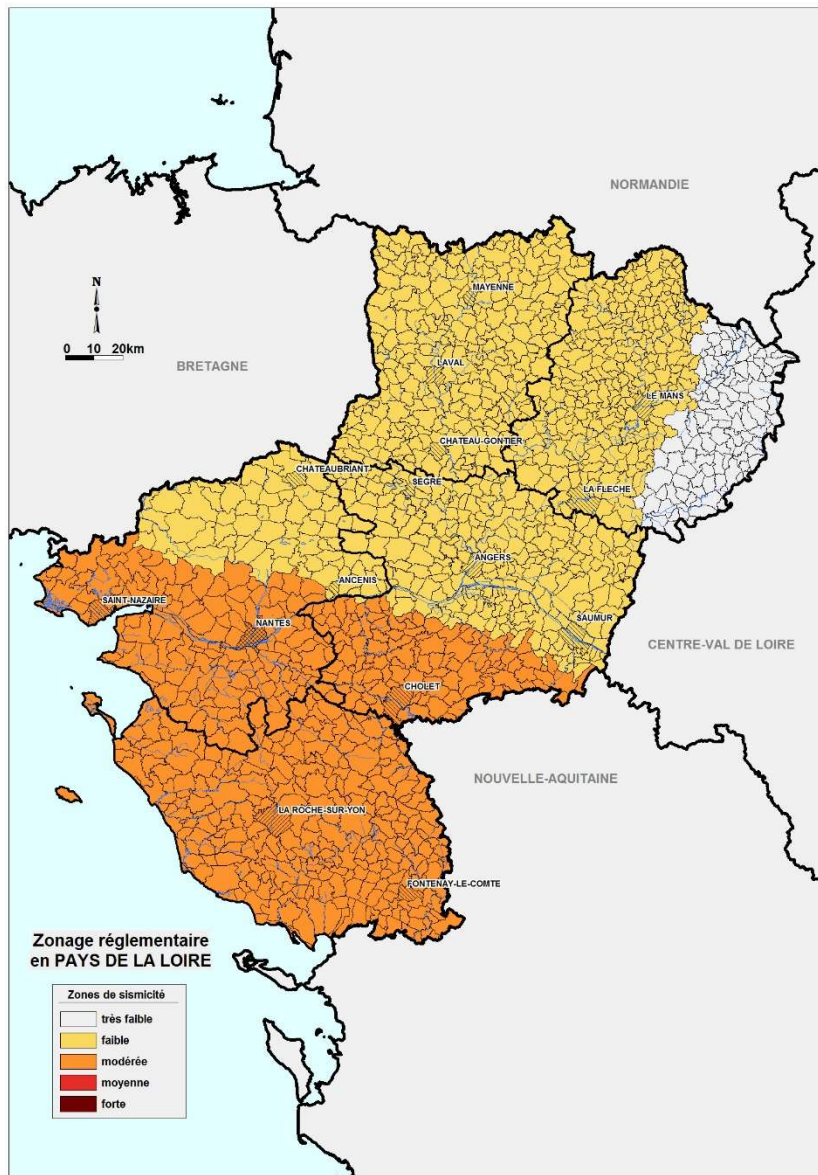 NORMANDIE
MAYENNE
N
0 10 20km
BRETAGNE
LAVAL
LE MANS
CHATEAU-GONTIER
CHATEAUBRIANT
SEGRE
LA FLECHE
ANGERS
ANCENIS
SAINT-NAZAIRE
NANTES
SAUMUR
CENTRE-VAL DE LOIRE
CHOLET
NOUVELLE-AQUITAINE
LA ROCHE-SUR-YON
FONTENAY-LE-COMTE
Zonage réglementaire
en PAYS DE LA LOIRE
Zones de sismicité
très faible
faible
modérée
moyenne
forte